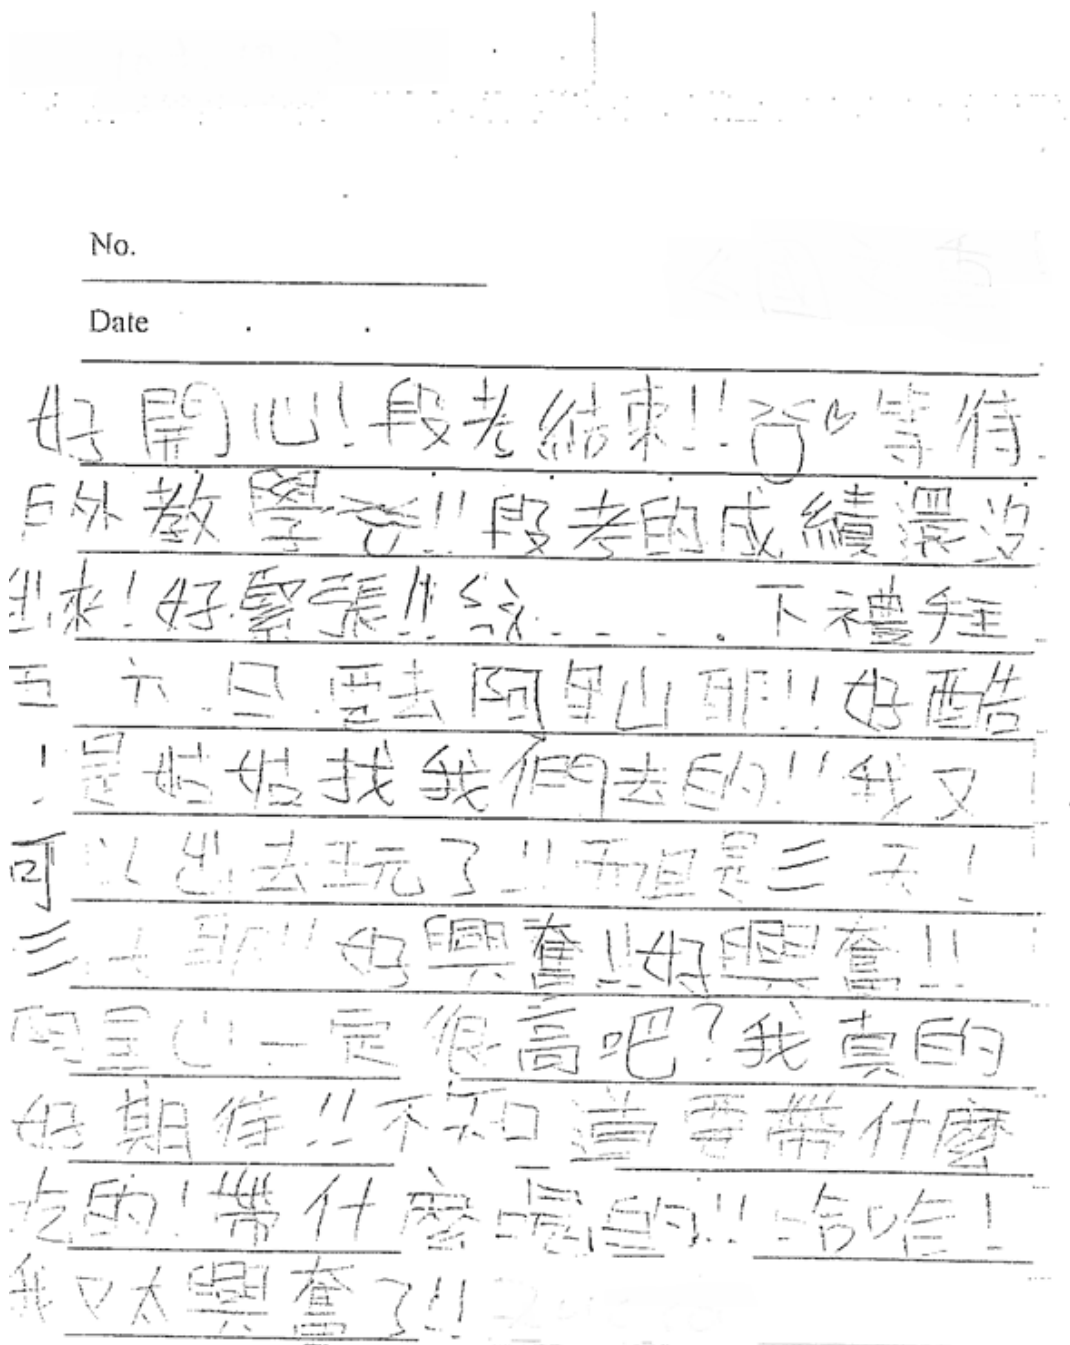 No.
Date
好開心!段考結束!!等待
戶外教學!!段考的成績還沒
出來!好緊張!!後.....下禮拜
五.六.日.要去阿里山耶!!好酷
!是姑姑找我們去的!!我又
可以出去玩了!!而且是三天!
三天耶!!好興奮!!好興奮!!
阿里山一定很高吧?我真的
好期待!!不知道要帶什麼
吃的!帶什麼喝的!!哈哈!
我又太興奮了!!